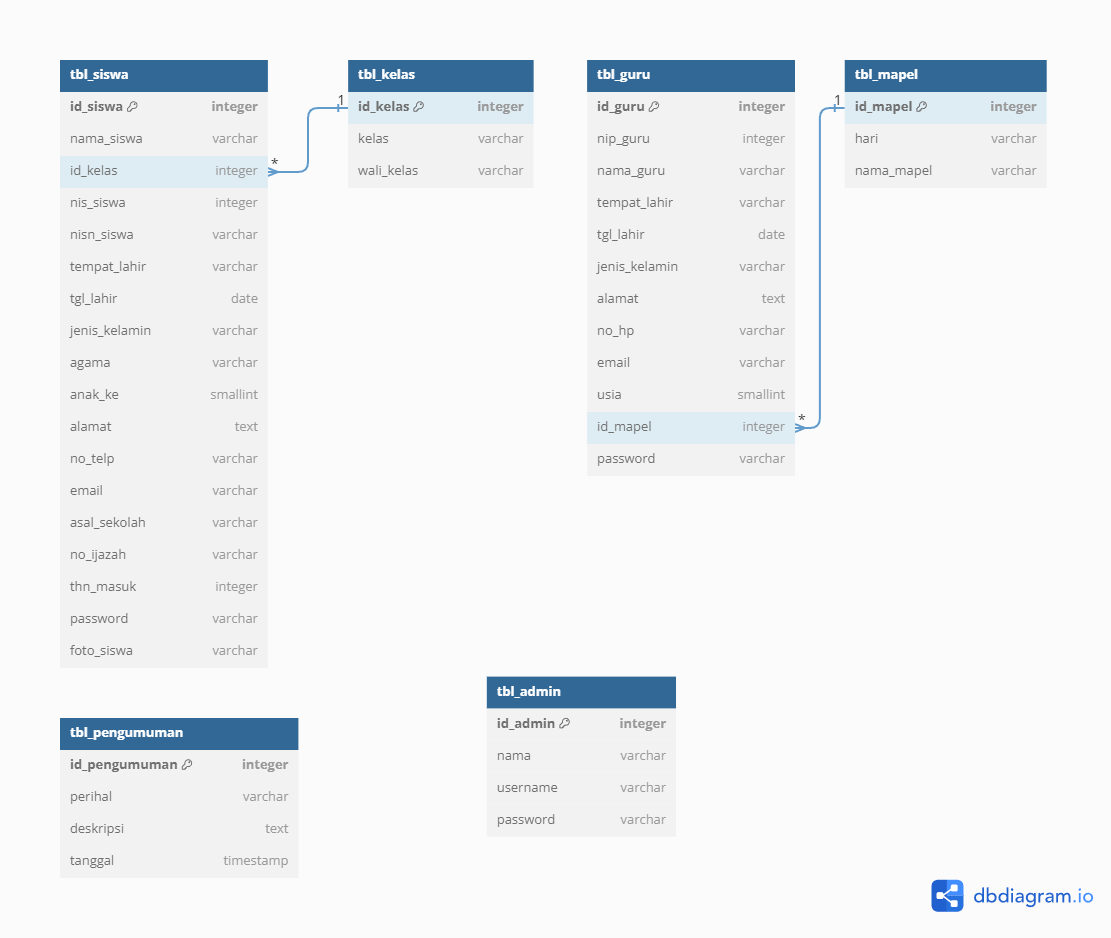 tbl_siswa
id_siswa integer
nama_siswa varchar
id_kelas integer
nis_siswa integer
nisn_siswa varchar
tempat_lahir varchar
tgl_lahir date
jenis_kelamin varchar
agama varchar
anak_ke smallint
alamat text
no_telp varchar
email varchar
asal_sekolah varchar
no_ijazah varchar
thn_masuk integer
password varchar
foto_siswa varchar
*
1
tbl_kelas
id_kelas integer
kelas varchar
wali_kelas varchar
tbl_guru
id_guru integer
nip_guru integer
nama_guru varchar
tempat_lahir varchar
tgl_lahir date
jenis_kelamin varchar
alamat text
no_hp varchar
email varchar
usia smallint
id_mapel integer
password varchar
*
1
tbl_mapel
id_mapel integer
hari varchar
nama_mapel varchar
tbl_pengumuman
id_pengumuman integer
perihal varchar
deskripsi text
tanggal timestamp
tbl_admin
id_admin integer
nama varchar
username varchar
password varchar
dbdiagram.io